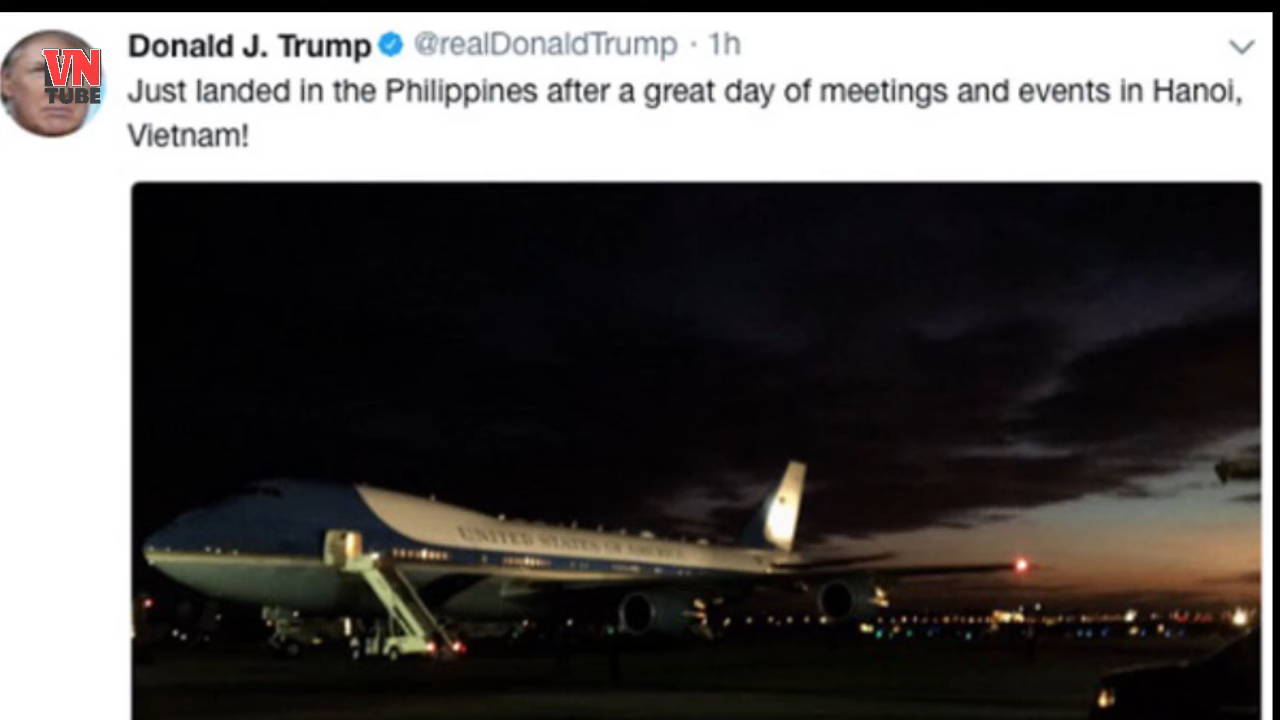 Donald J. Trump @realDonaldTrump · 1h
VN
TUBE
Just landed in the Philippines after a great day of meetings and events in Hanoi,
Vietnam!
UNITED STATES OF AMERICA